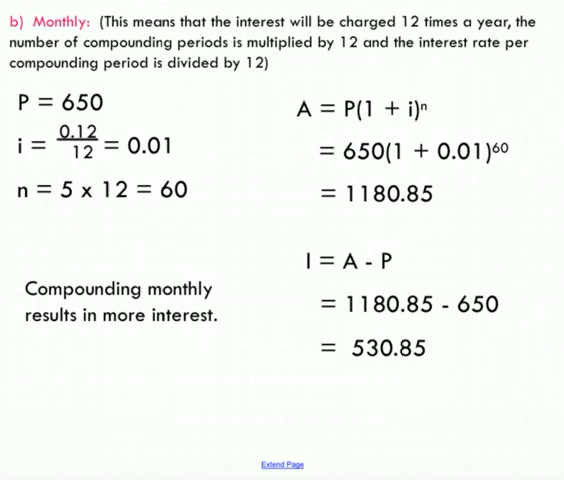 b) Monthly: (This means that the interest will be charged 12 times a year, the
number of compounding periods is multiplied by 12 and the interest rate per
compounding period is divided by 12)
P = 650
i = 0.12/12 = 0.01
n = 5 x 12 = 60
A = P(1 + i)ⁿ
= 650(1 + 0.01)⁶⁰
= 1180.85
I = A - P
= 1180.85 - 650
= 530.85
Compounding monthly
results in more interest.
Extend Page